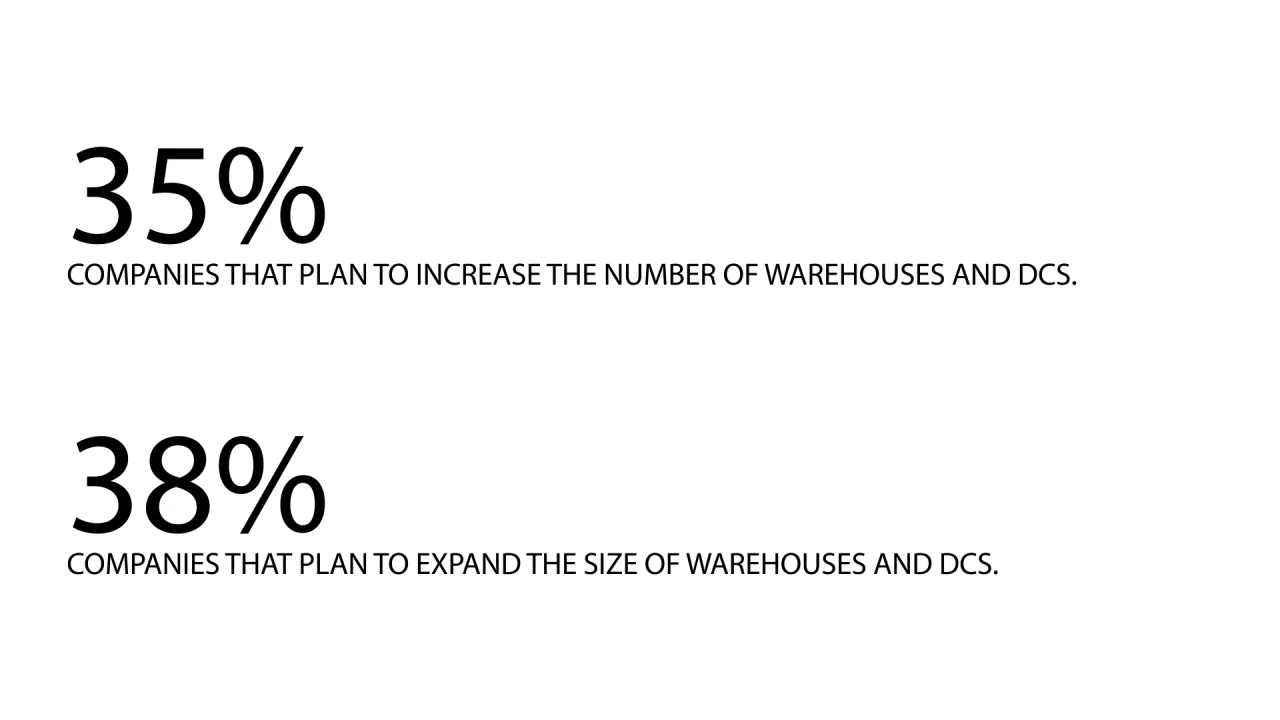 35%
COMPANIES THAT PLAN TO INCREASE THE NUMBER OF WAREHOUSES AND DCS.
38%
COMPANIES THAT PLAN TO EXPAND THE SIZE OF WAREHOUSES AND DCS.